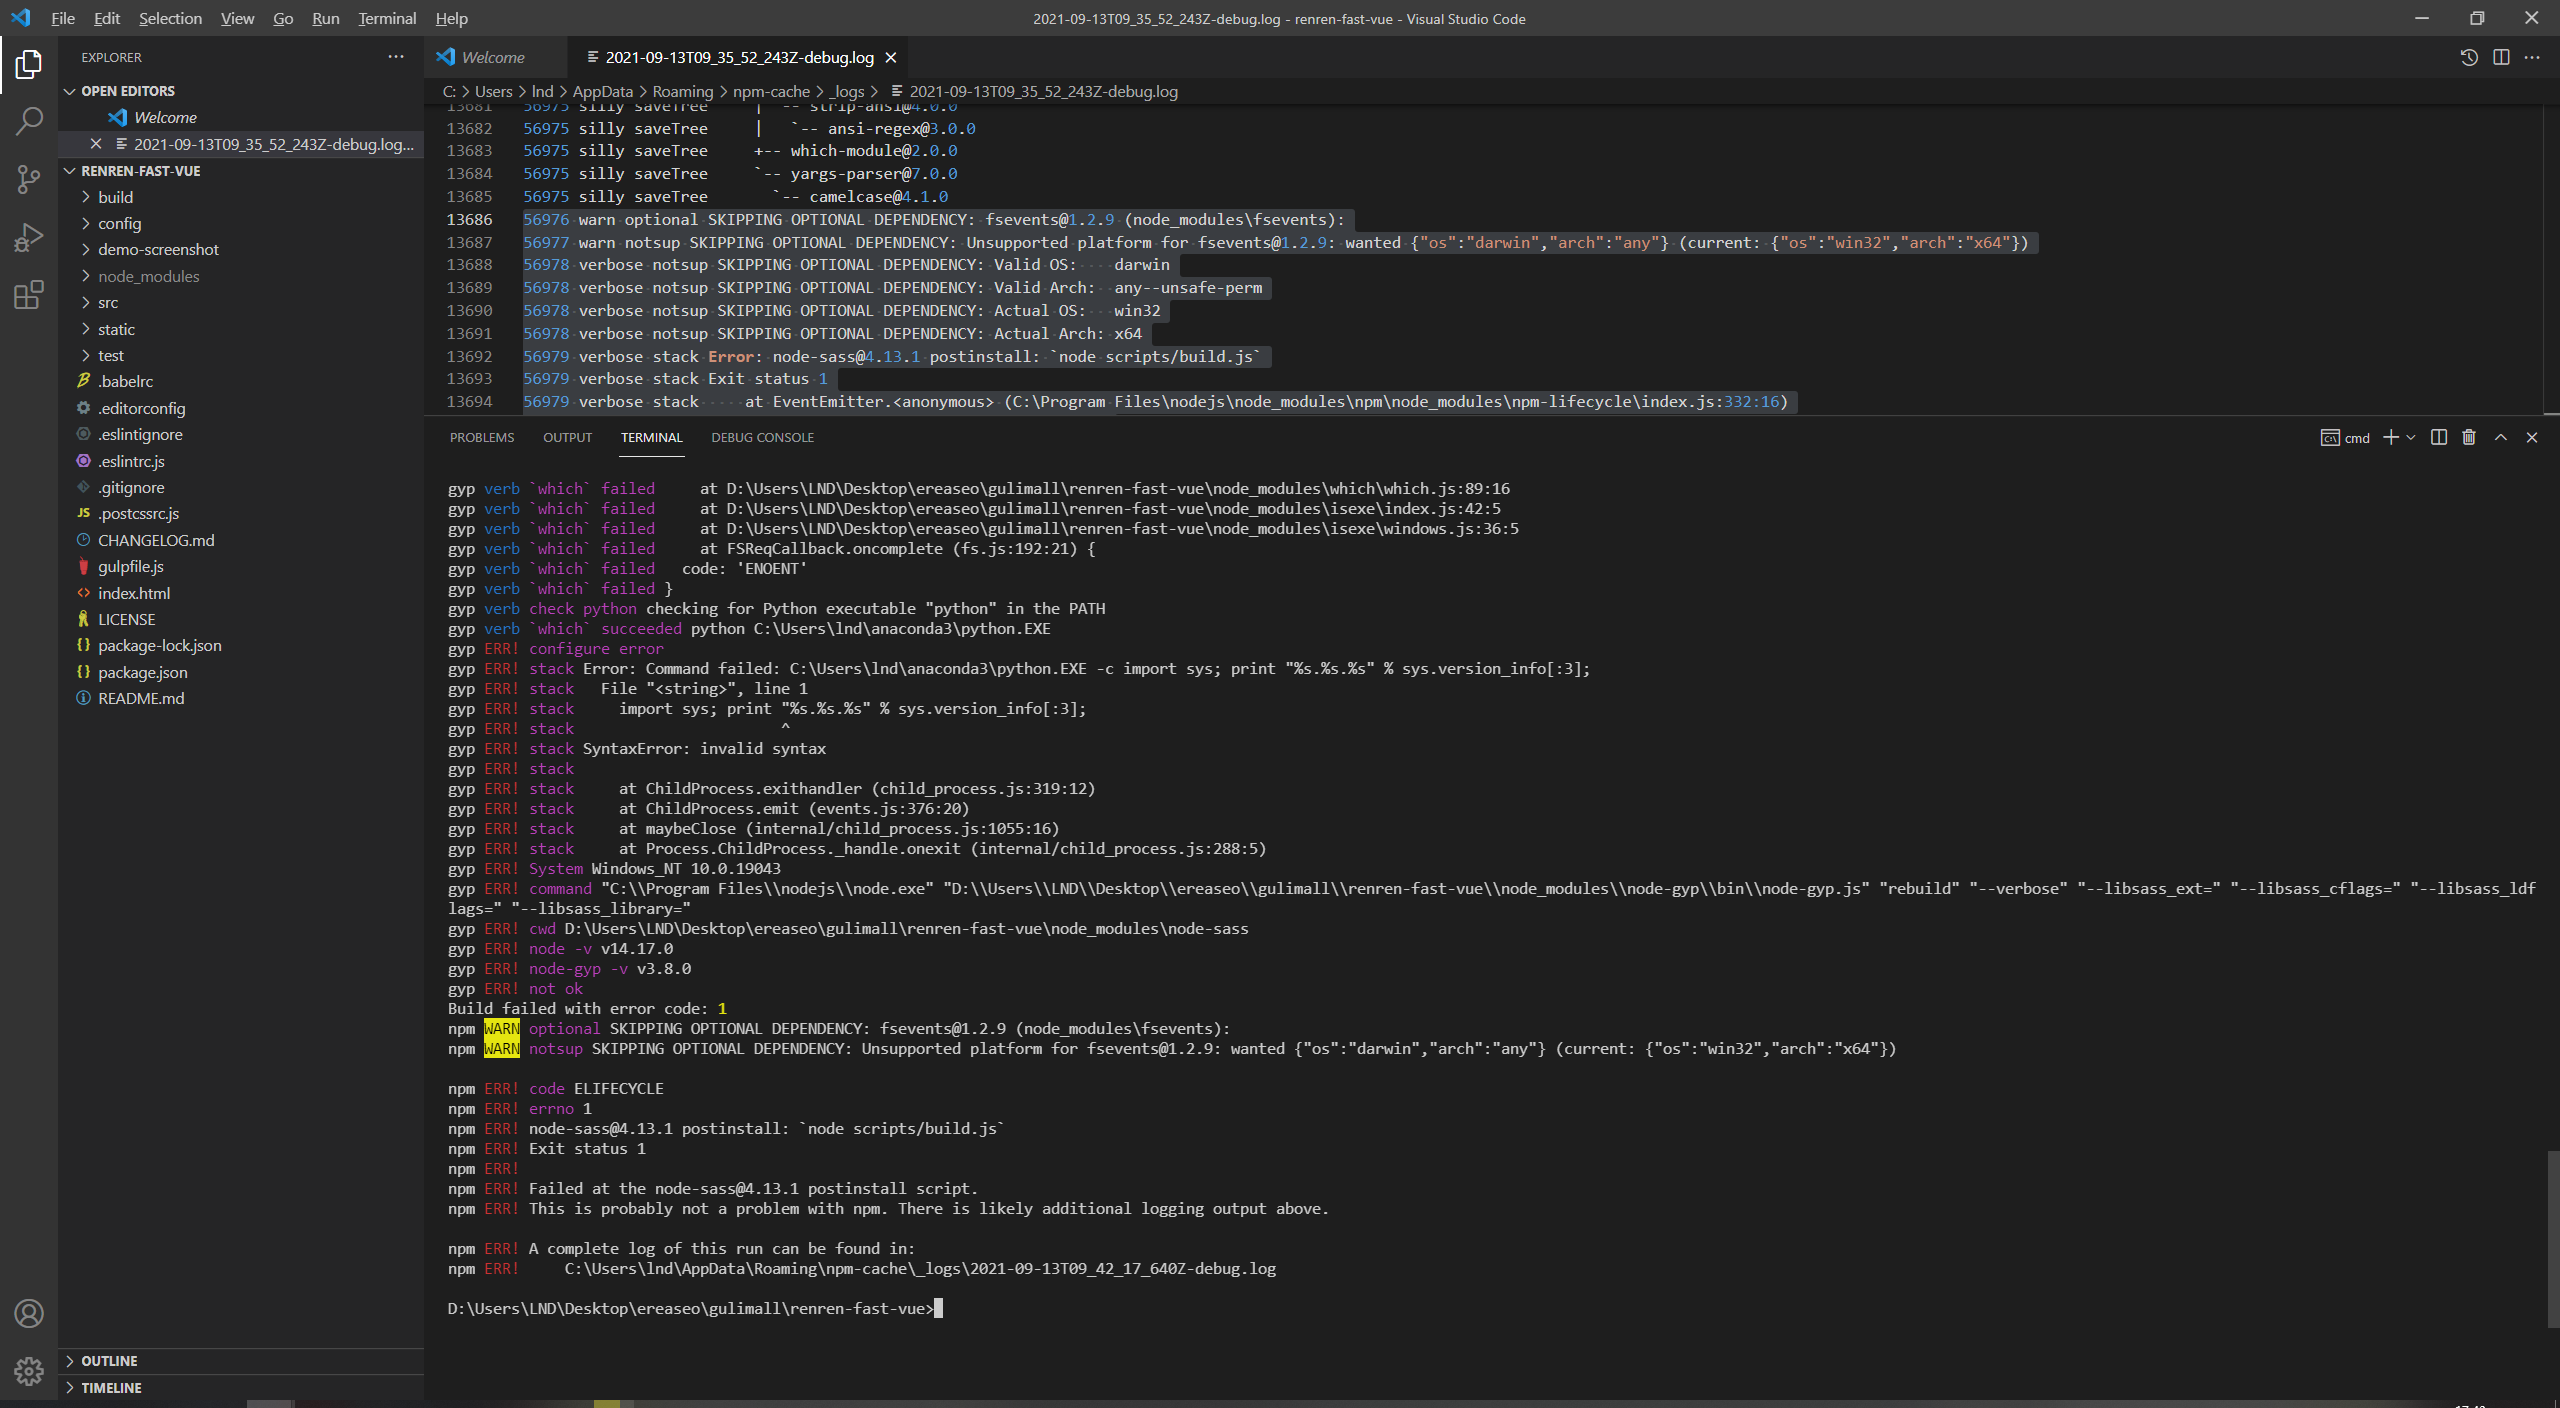 File Edit Selection View Go Run Terminal Help
2021-09-13T09_35_52_243Z-debug.log - renren-fast-vue - Visual Studio Code
EXPLORER
OPEN EDITORS
Welcome
2021-09-13T09_35_52_243Z-debug.log...
RENREN-FAST-VUE
build
config
demo-screenshot
node_modules
src
static
test
.babelrc
.editorconfig
.eslintignore
.eslintrc.js
.gitignore
JS .postcssrc.js
CHANGELOG.md
gulpfile.js
index.html
LICENSE
package-lock.json
package.json
README.md
OUTLINE
TIMELINE
Welcome
2021-09-13T09_35_52_243Z-debug.log
C: > Users > lnd > AppData > Roaming > npm-cache > _logs > 2021-09-13T09_35_52_243Z-debug.log
13681 56975 silly saveTree | `-- strip-ansi@4.0.0
13682 56975 silly saveTree | `-- ansi-regex@3.0.0
13683 56975 silly saveTree +-- which-module@2.0.0
13684 56975 silly saveTree `-- yargs-parser@7.0.0
13685 56975 silly saveTree `-- camelcase@4.1.0
13686 56976 warn optional SKIPPING OPTIONAL DEPENDENCY: fsevents@1.2.9 (node_modules\fsevents):
13687 56977 warn notsup SKIPPING OPTIONAL DEPENDENCY: Unsupported platform for fsevents@1.2.9: wanted {"os":"darwin","arch":"any"} (current: {"os":"win32","arch":"x64"})
13688 56978 verbose notsup SKIPPING OPTIONAL DEPENDENCY: Valid OS: darwin
13689 56978 verbose notsup SKIPPING OPTIONAL DEPENDENCY: Valid Arch: any--unsafe-perm
13690 56978 verbose notsup SKIPPING OPTIONAL DEPENDENCY: Actual OS: win32
13691 56978 verbose notsup SKIPPING OPTIONAL DEPENDENCY: Actual Arch: x64
13692 56979 verbose stack Error: node-sass@4.13.1 postinstall: `node scripts/build.js`
13693 56979 verbose stack Exit status 1
13694 56979 verbose stack at EventEmitter.<anonymous> (C:\Program Files\nodejs\node_modules\npm\node_modules\npm-lifecycle\index.js:332:16)
PROBLEMS OUTPUT TERMINAL DEBUG CONSOLE
cmd
gyp verb `which` failed at D:\Users\LND\Desktop\ereaseo\gulimall\renren-fast-vue\node_modules\which\which.js:89:16
gyp verb `which` failed at D:\Users\LND\Desktop\ereaseo\gulimall\renren-fast-vue\node_modules\isexe\index.js:42:5
gyp verb `which` failed at D:\Users\LND\Desktop\ereaseo\gulimall\renren-fast-vue\node_modules\isexe\windows.js:36:5
gyp verb `which` failed at FSReqCallback.oncomplete (fs.js:192:21) {
gyp verb `which` failed code: 'ENOENT'
gyp verb `which` failed }
gyp verb check python checking for Python executable "python" in the PATH
gyp verb `which` succeeded python C:\Users\lnd\anaconda3\python.EXE
gyp ERR! configure error
gyp ERR! stack Error: Command failed: C:\Users\lnd\anaconda3\python.EXE -c import sys; print "%s.%s.%s" % sys.version_info[:3];
gyp ERR! stack File "<string>", line 1
gyp ERR! stack import sys; print "%s.%s.%s" % sys.version_info[:3];
gyp ERR! stack ^
gyp ERR! stack SyntaxError: invalid syntax
gyp ERR! stack
gyp ERR! stack at ChildProcess.exithandler (child_process.js:319:12)
gyp ERR! stack at ChildProcess.emit (events.js:376:20)
gyp ERR! stack at maybeClose (internal/child_process.js:1055:16)
gyp ERR! stack at Process.ChildProcess._handle.onexit (internal/child_process.js:288:5)
gyp ERR! System Windows_NT 10.0.19043
gyp ERR! command "C:\\Program Files\\nodejs\\node.exe" "D:\\Users\\LND\\Desktop\\ereaseo\\gulimall\\renren-fast-vue\\node_modules\\node-gyp\\bin\\node-gyp.js" "rebuild" "--verbose" "--libsass_ext=" "--libsass_cflags=" "--libsass_ldf
lags=" "--libsass_library="
gyp ERR! cwd D:\Users\LND\Desktop\ereaseo\gulimall\renren-fast-vue\node_modules\node-sass
gyp ERR! node -v v14.17.0
gyp ERR! node-gyp -v v3.8.0
gyp ERR! not ok
Build failed with error code: 1
npm WARN optional SKIPPING OPTIONAL DEPENDENCY: fsevents@1.2.9 (node_modules\fsevents):
npm WARN notsup SKIPPING OPTIONAL DEPENDENCY: Unsupported platform for fsevents@1.2.9: wanted {"os":"darwin","arch":"any"} (current: {"os":"win32","arch":"x64"})
npm ERR! code ELIFECYCLE
npm ERR! errno 1
npm ERR! node-sass@4.13.1 postinstall: `node scripts/build.js`
npm ERR! Exit status 1
npm ERR!
npm ERR! Failed at the node-sass@4.13.1 postinstall script.
npm ERR! This is probably not a problem with npm. There is likely additional logging output above.
npm ERR! A complete log of this run can be found in:
npm ERR! C:\Users\lnd\AppData\Roaming\npm-cache\_logs\2021-09-13T09_42_17_640Z-debug.log
D:\Users\LND\Desktop\ereaseo\gulimall\renren-fast-vue>